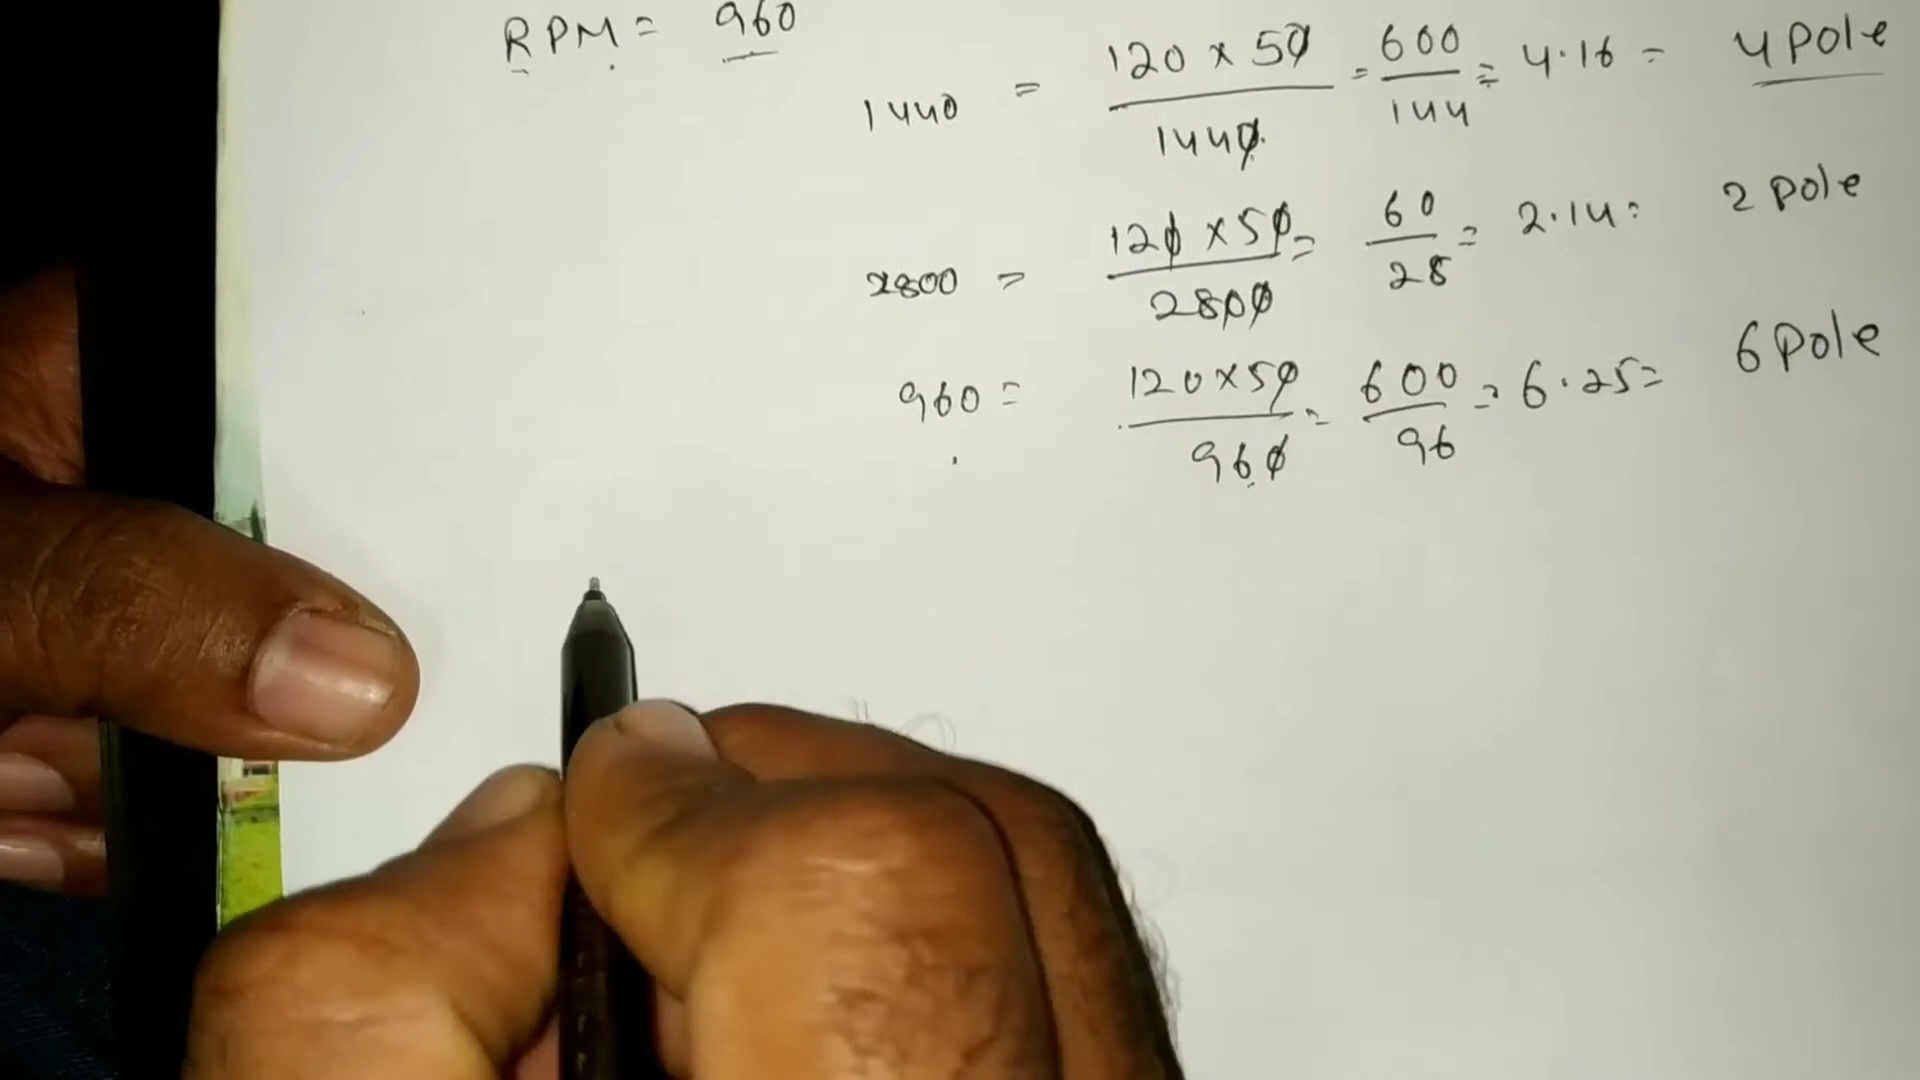 RPM = 960
1440 = 120 x 50 / 1440 = 600 / 144 = 4.16 = 4 pole
2800 = 120 x 50 / 2800 = 60 / 28 = 2.14 = 2 pole
960 = 120 x 50 / 960 = 600 / 96 = 6.25 = 6 pole